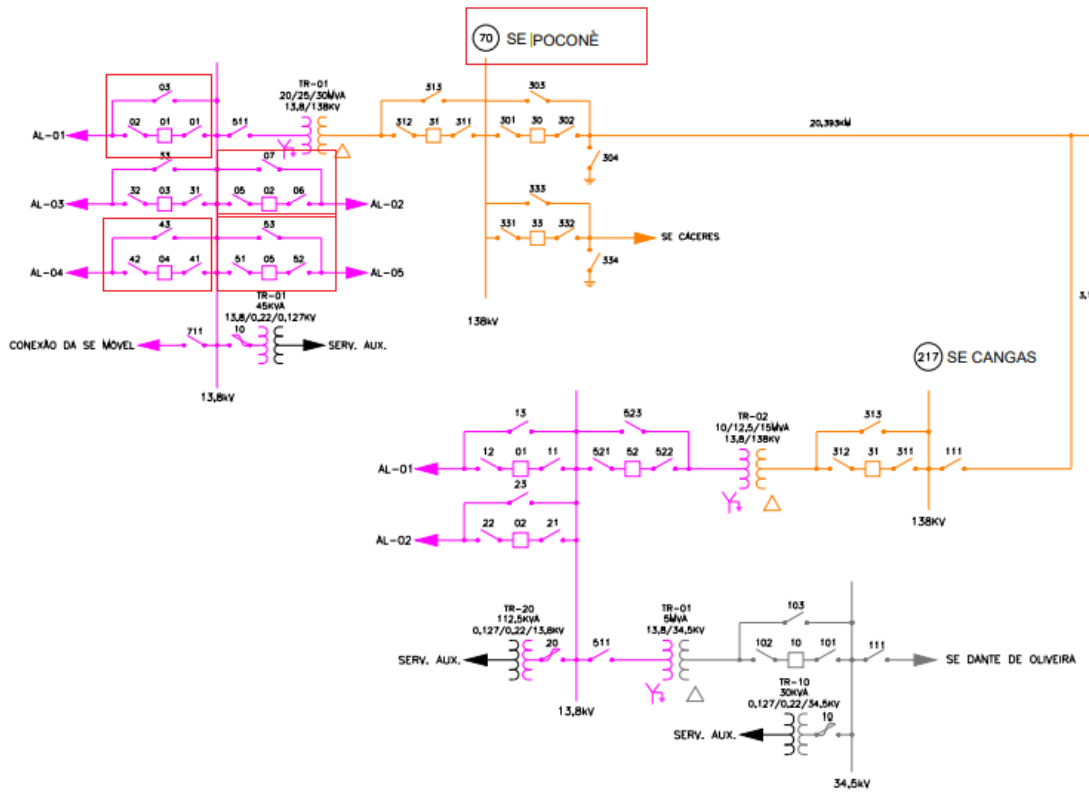 70 SE POCONÈ
03
TR-01
20/25/30MVA
13,8/138KV
313
303
AL-01
02 01 01 511
312 31 311
301 30 302
20,393KM
304
33
07
AL-03
32 03 31
05 02 06
AL-02
333
331 33 332
SE CÁCERES
334
43
53
AL-04
42 04 41
51 05 52
AL-05
TR-01
45KVA
13,8/0,22/0,127KV
711
10
CONEXÃO DA SE MÓVEL
SERV. AUX.
13,8kV
138kV
3,
217 SE CANGAS
13
523
TR-02
10/12,5/15MVA
13,8/138KV
313
AL-01
12 01 11
521 52 522
312 31 311 111
23
AL-02
22 02 21
138KV
TR-20
112,5KVA
0,127/0,22/13,8KV
TR-01
5MVA
13,8/34,5KV
103
SERV. AUX.
20
511
102 10 101 111
SE DANTE DE OLIVEIRA
TR-10
30KVA
0,127/0,22/34,5KV
13,8kV
SERV. AUX.
10
34,5kV